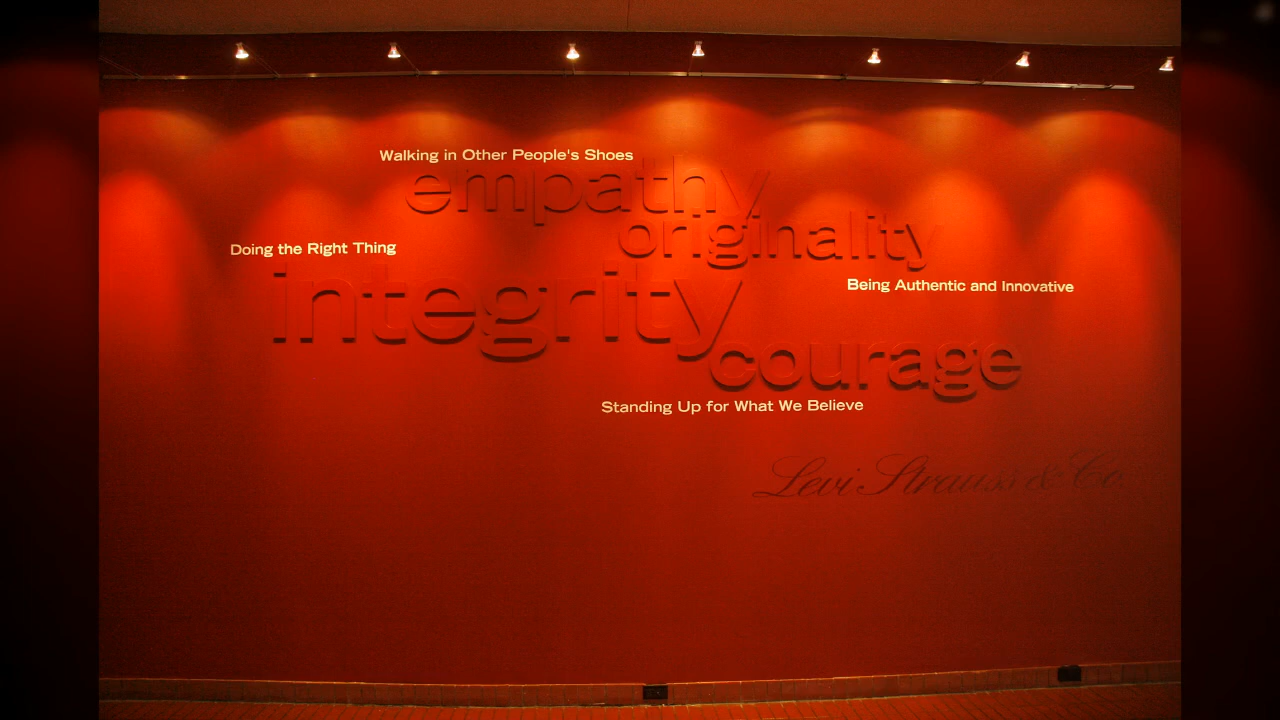 Walking in Other People's Shoes
empathy
originality
Doing the Right Thing
integrity
Being Authentic and Innovative
courage
Standing Up for What We Believe
Levi Strauss & Co